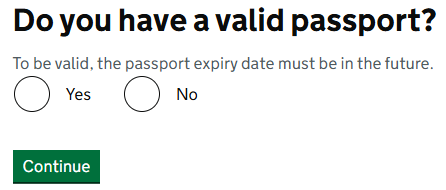 Do you have a valid passport?
To be valid, the passport expiry date must be in the future.
Yes No
Continue